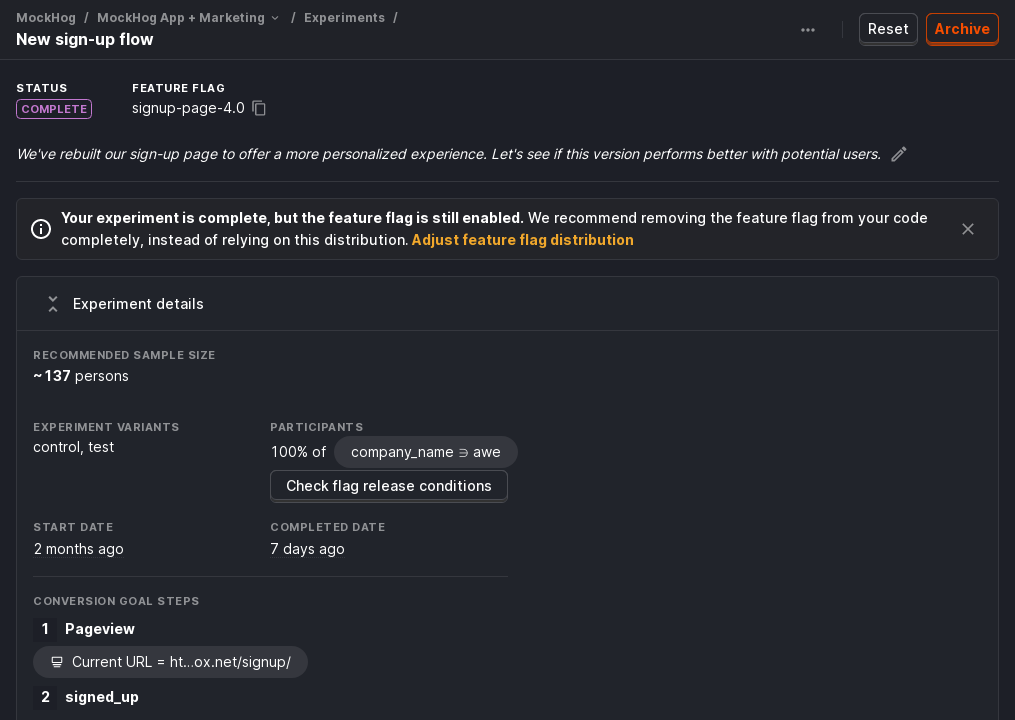 MockHog / MockHog App + Marketing / Experiments /
New sign-up flow
Reset
Archive
STATUS
FEATURE FLAG
COMPLETE
signup-page-4.0
We've rebuilt our sign-up page to offer a more personalized experience. Let's see if this version performs better with potential users.
Your experiment is complete, but the feature flag is still enabled. We recommend removing the feature flag from your code
completely, instead of relying on this distribution. Adjust feature flag distribution
Experiment details
RECOMMENDED SAMPLE SIZE
~137 persons
EXPERIMENT VARIANTS
control, test
PARTICIPANTS
100% of company_name ∋ awe
Check flag release conditions
START DATE
2 months ago
COMPLETED DATE
7 days ago
CONVERSION GOAL STEPS
1 Pageview
Current URL = ht...ox.net/signup/
2 signed_up